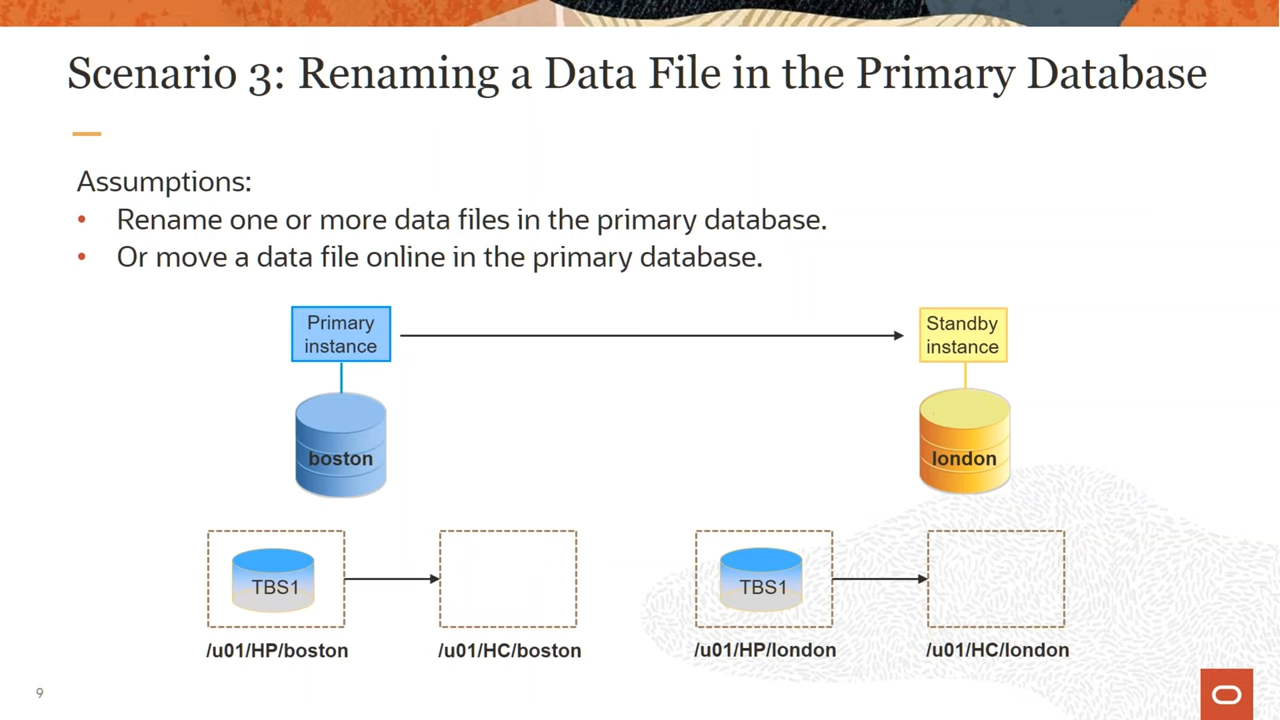 Scenario 3: Renaming a Data File in the Primary Database
Assumptions:
• Rename one or more data files in the primary database.
• Or move a data file online in the primary database.
Primary
instance
Standby
instance
boston
london
TBS1
TBS1
/u01/HP/boston
/u01/HC/boston
/u01/HP/london
/u01/HC/london
9